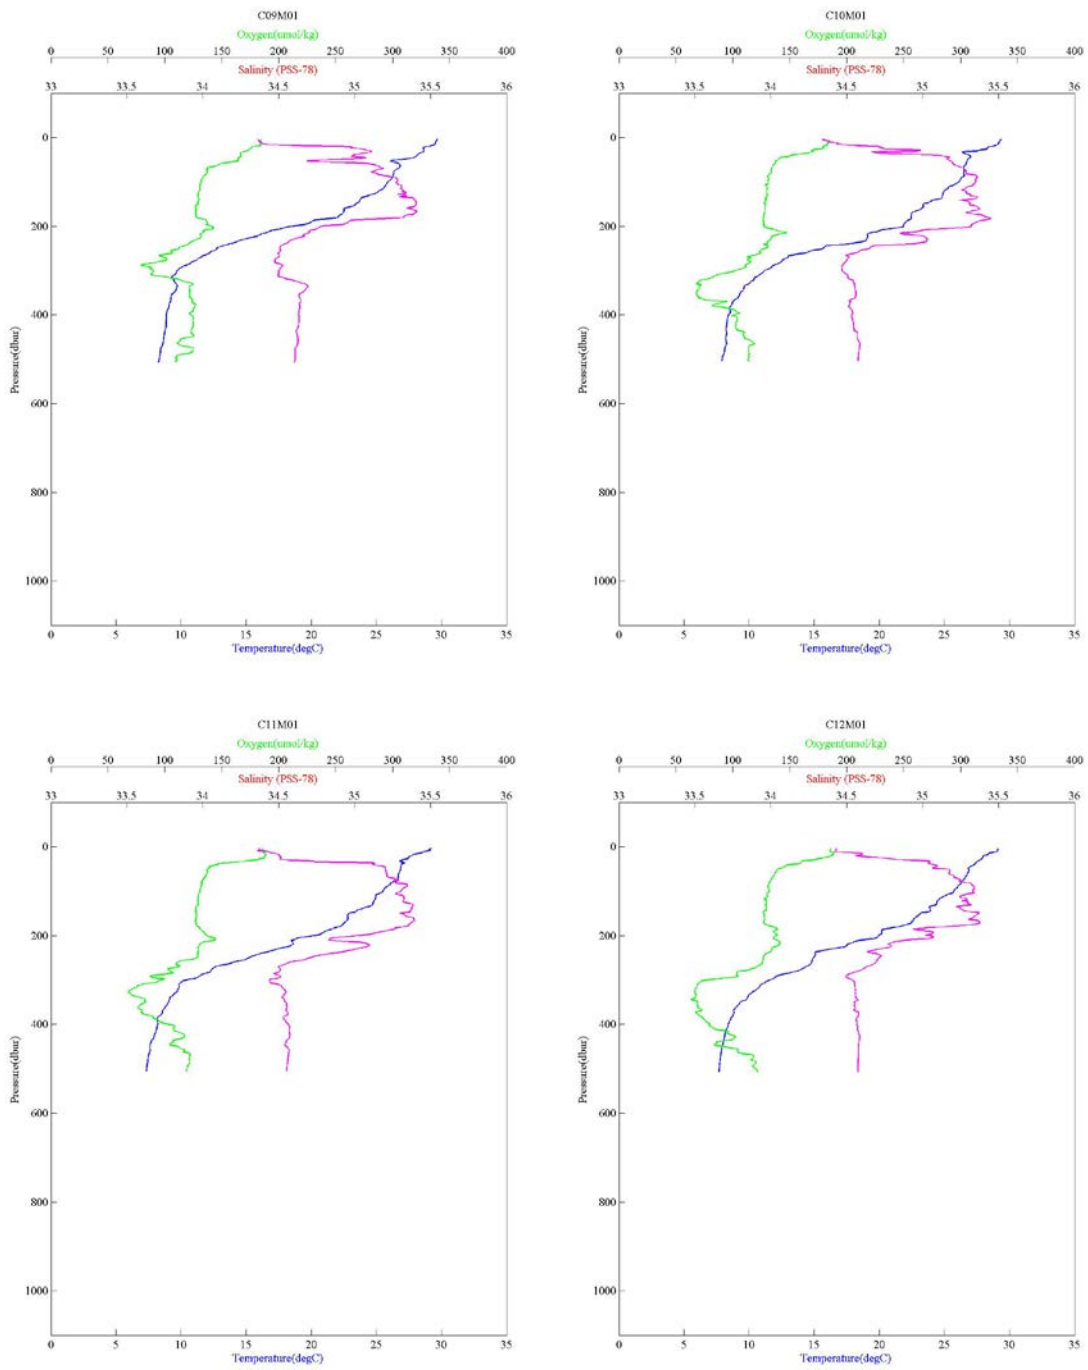 C09M01
Oxygen(umol/kg)
0 50 100 150 200 250 300 350 400
Salinity (PSS-78)
33 33.5 34 34.5 35 35.5 36
0
200
400
600
800
1000
Pressure(dbar)
0 5 10 15 20 25 30 35
Temperature(degC)
C10M01
Oxygen(umol/kg)
0 50 100 150 200 250 300 350 400
Salinity (PSS-78)
33 33.5 34 34.5 35 35.5 36
0
200
400
600
800
1000
Pressure(dbar)
0 5 10 15 20 25 30 35
Temperature(degC)
C11M01
Oxygen(umol/kg)
0 50 100 150 200 250 300 350 400
Salinity (PSS-78)
33 33.5 34 34.5 35 35.5 36
0
200
400
600
800
1000
Pressure(dbar)
0 5 10 15 20 25 30 35
Temperature(degC)
C12M01
Oxygen(umol/kg)
0 50 100 150 200 250 300 350 400
Salinity (PSS-78)
33 33.5 34 34.5 35 35.5 36
0
200
400
600
800
1000
Pressure(dbar)
0 5 10 15 20 25 30 35
Temperature(degC)